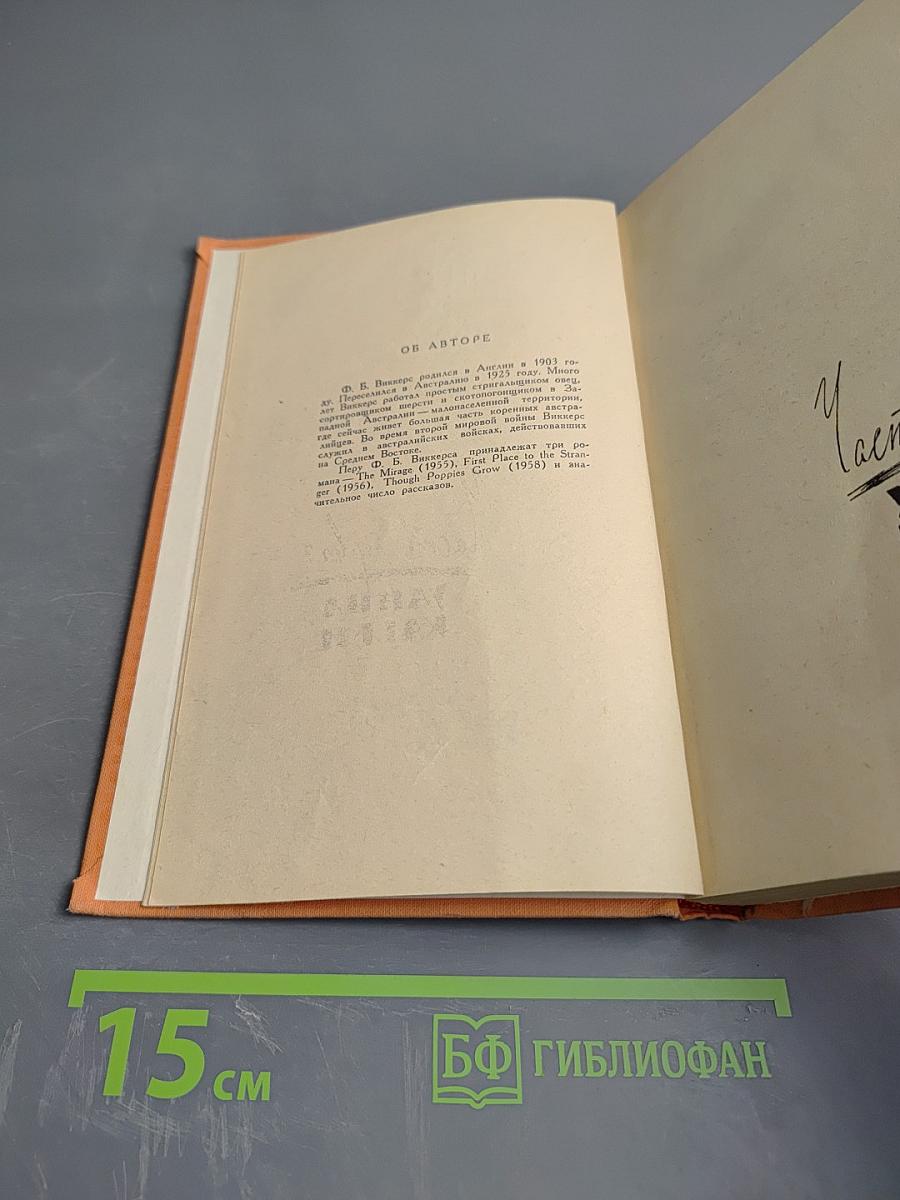 ОБ АВТОРЕ
Ф. Б. Виккерс родился в Англии в 1903 го-
ду. Переселился в Австралию в 1925 году. Много
лет Виккерс работал простым стригальщиком овец,
сортировщиком шерсти и скотопогонщиком в За-
падной Австралии — малонаселенной территории,
где сейчас живет большая часть коренных австра-
лийцев. Во время второй мировой войны Виккерс
служил в австралийских войсках, действовавших
на Среднем Востоке.
Перу Ф. Б. Виккерса принадлежат три ро-
мана — The Mirage (1955), First Place to the Stran-
ger (1956), Though Poppies Grow (1958) и зна-
чительное число рассказов.
15 см
БФ ГИБЛИОФАН